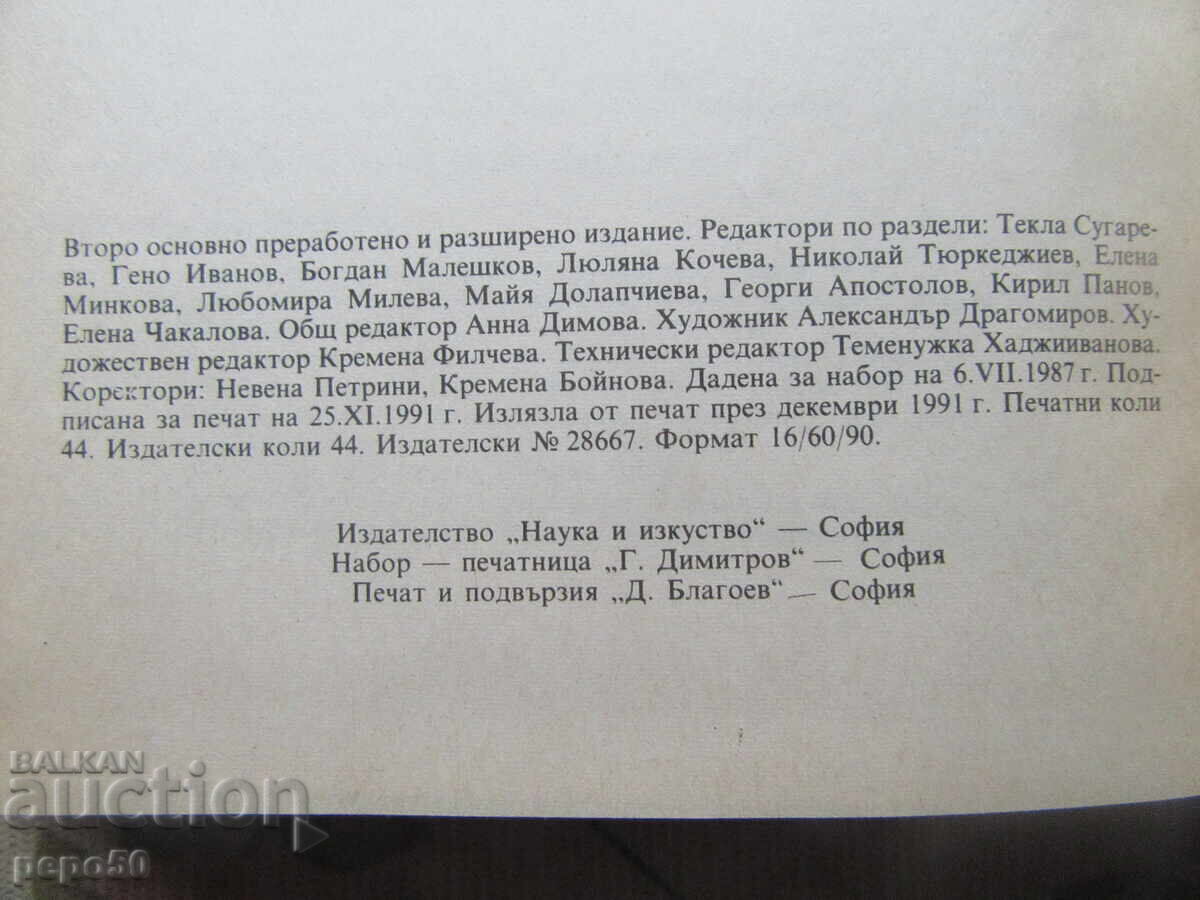 Второ основно преработено и разширено издание. Редактори по раздели: Текла Сугаре-
ва, Гено Иванов, Богдан Малешков, Люляна Кочева, Николай Тюркеджиев, Елена
Минкова, Любомира Милева, Майя Долапчиева, Георги Апостолов, Кирил Панов,
Елена Чакалова. Общ редактор Анна Димова. Художник Александър Драгомиров. Ху-
дожествен редактор Кремена Филчева. Технически редактор Теменужка Хаджииванова.
Коректори: Невена Петрини, Кремена Бойнова. Дадена за набор на 6.VII.1987 г. Под-
писана за печат на 25.XI.1991 г. Излязла от печат през декември 1991 г. Печатни коли
44. Издателски коли 44. Издателски № 28667. Формат 16/60/90.
Издателство „Наука и изкуство“ — София
Набор — печатница „Г. Димитров“ — София
Печат и подвързия „Д. Благоев“ — София
BALKAN
auction
pepo50